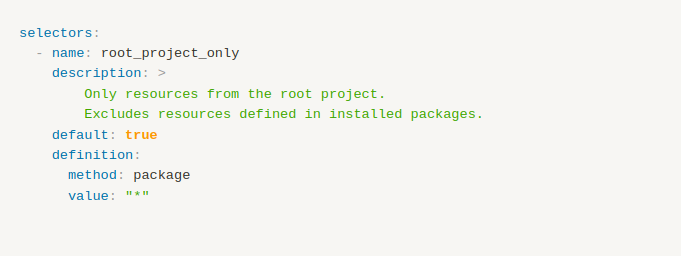 selectors:
  - name: root_project_only
    description: >
        Only resources from the root project.
        Excludes resources defined in installed packages.
    default: true
    definition:
      method: package
      value: "*"